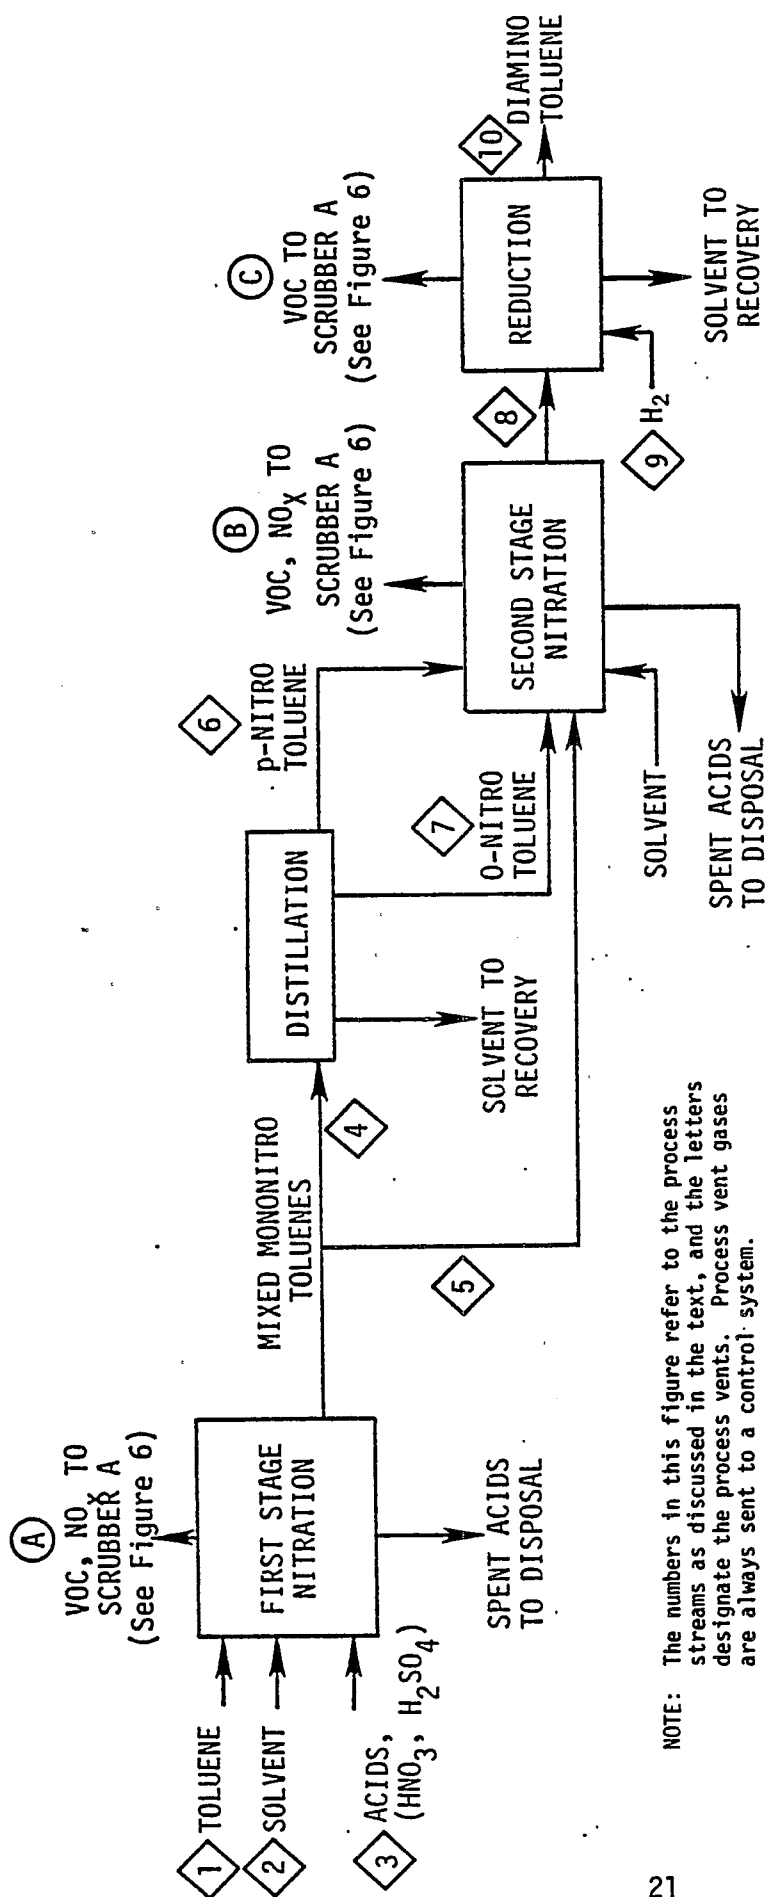 A
VOC, NOX TO
SCRUBBER A
(See Figure 6)
1
TOLUENE
2
SOLVENT
3
ACIDS,
(HNO3, H2SO4)
FIRST STAGE
NITRATION
SPENT ACIDS
TO DISPOSAL
MIXED MONONITRO
TOLUENES
4
5
DISTILLATION
SOLVENT TO
RECOVERY
6
p-NITRO
TOLUENE
7
O-NITRO
TOLUENE
B
VOC, NOX TO
SCRUBBER A
(See Figure 6)
SECOND STAGE
NITRATION
SOLVENT
SPENT ACIDS
TO DISPOSAL
8
9
H2
C
VOC TO
SCRUBBER A
(See Figure 6)
REDUCTION
10
DIAMINO
TOLUENE
SOLVENT TO
RECOVERY
NOTE: The numbers in this figure refer to the process
streams as discussed in the text, and the letters
designate the process vents. Process vent gases
are always sent to a control system.
21